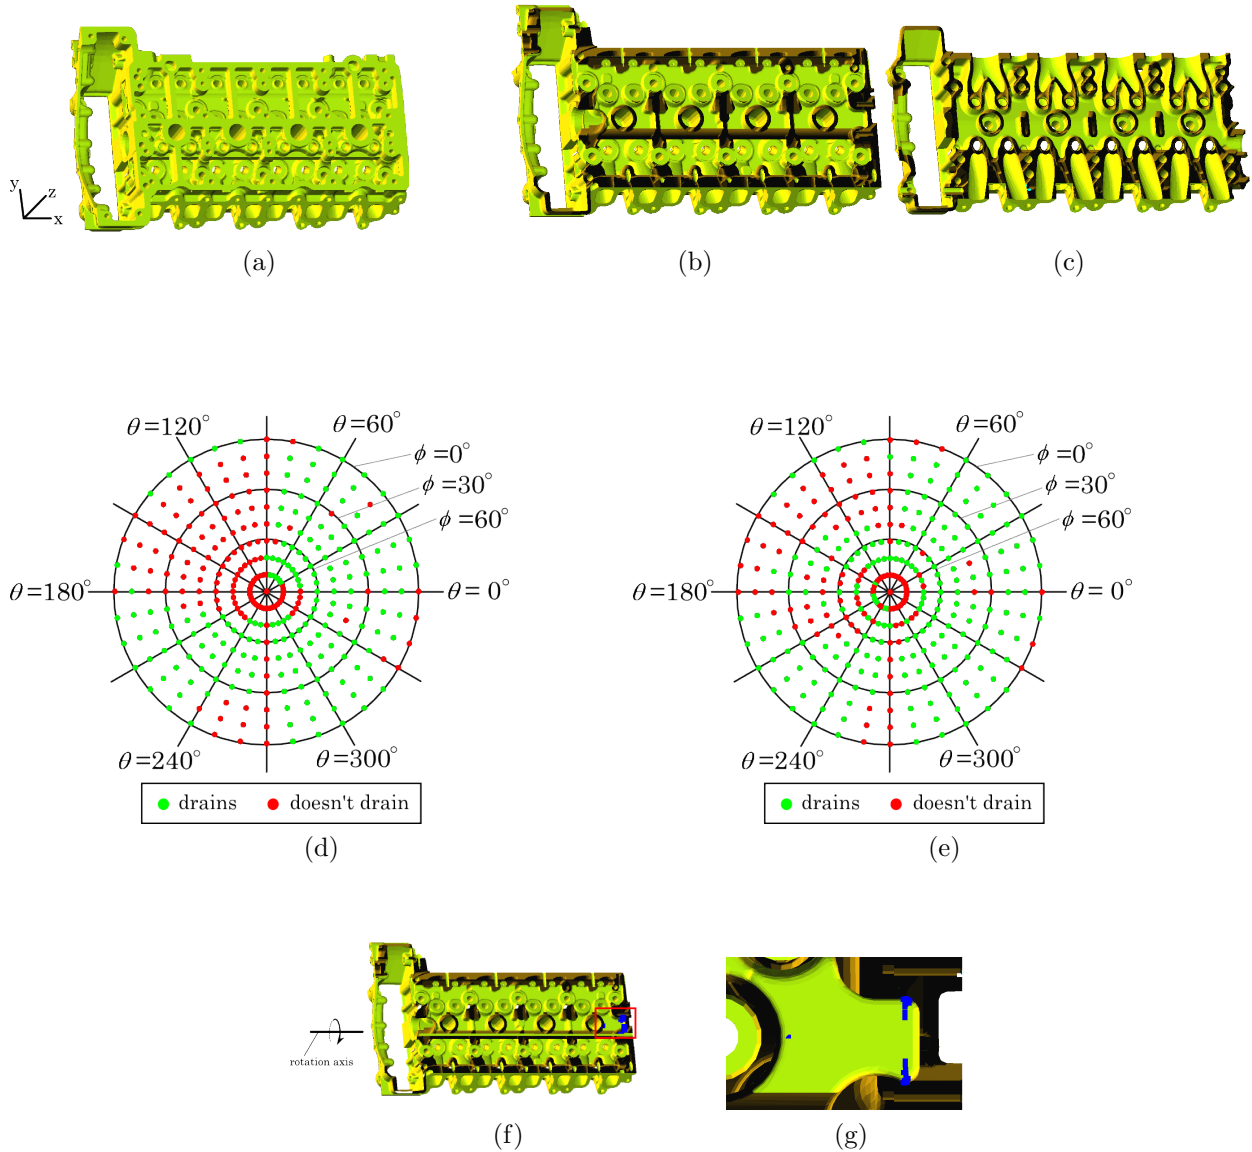 y
z
x
(a)
(b)
(c)
θ=120°
θ=60°
ϕ=0°
ϕ=30°
ϕ=60°
θ=180°
θ=0°
θ=240°
θ=300°
drains
doesn't drain
(d)
θ=120°
θ=60°
ϕ=0°
ϕ=30°
ϕ=60°
θ=180°
θ=0°
θ=240°
θ=300°
drains
doesn't drain
(e)
rotation axis
(f)
(g)